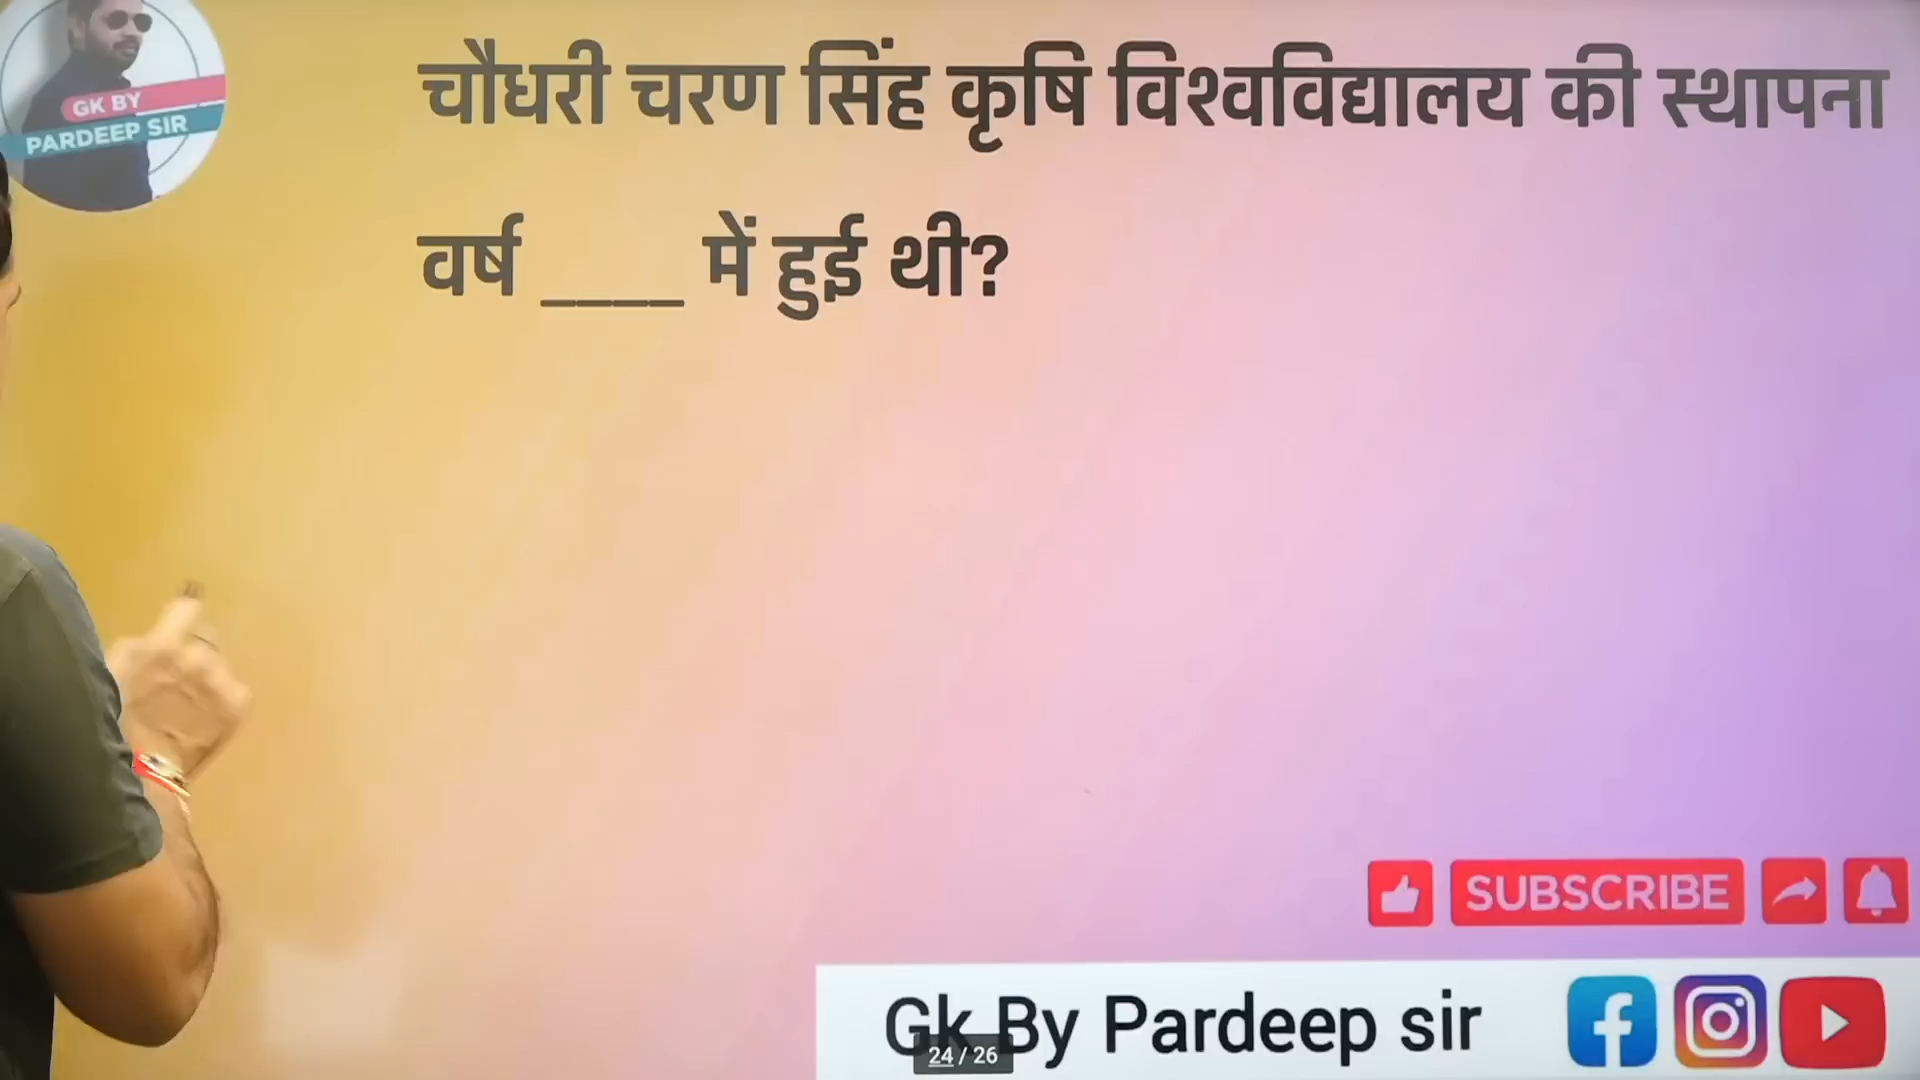 GK BY
PARDEEP SIR
चौधरी चरण सिंह कृषि विश्वविद्यालय की स्थापना
वर्ष ____ में हुई थी?
SUBSCRIBE
Gk By Pardeep sir
24 / 26